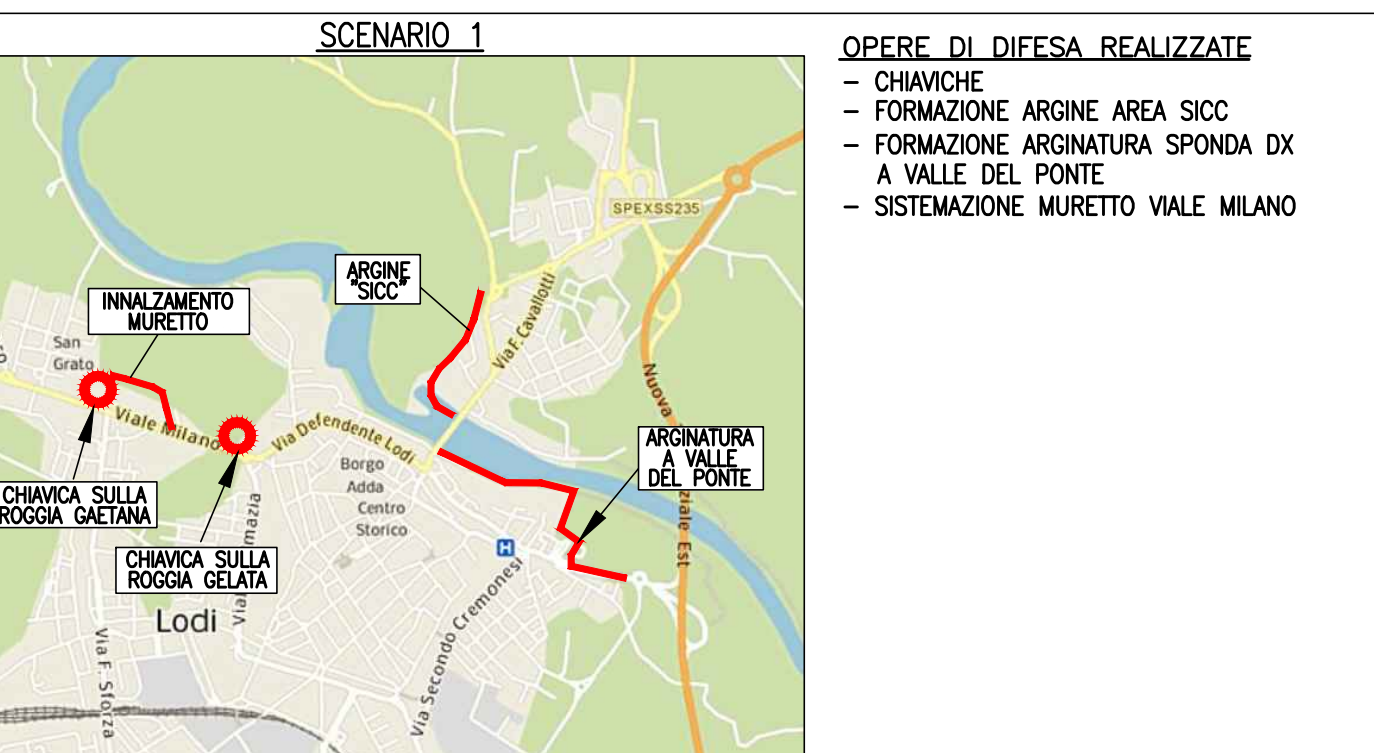 SCENARIO 1
OPERE DI DIFESA REALIZZATE
– CHIAVICHE
– FORMAZIONE ARGINE AREA SICC
– FORMAZIONE ARGINATURA SPONDA DX
A VALLE DEL PONTE
– SISTEMAZIONE MURETTO VIALE MILANO
SPEXSS235
ARGINE
"SICC"
INNALZAMENTO
MURETTO
Via F. Cavallotti
San
Grato
Nuova
ziale Est
Viale Milano
Via Defendente Lodi
ARGINATURA
A VALLE
DEL PONTE
Borgo
Adda
Centro
Storico
CHIAVICA SULLA
ROGGIA GAETANA
H
CHIAVICA SULLA
ROGGIA GELATA
mazia
Lodi
Via Secondo Cremonesi
Via F. Sforza